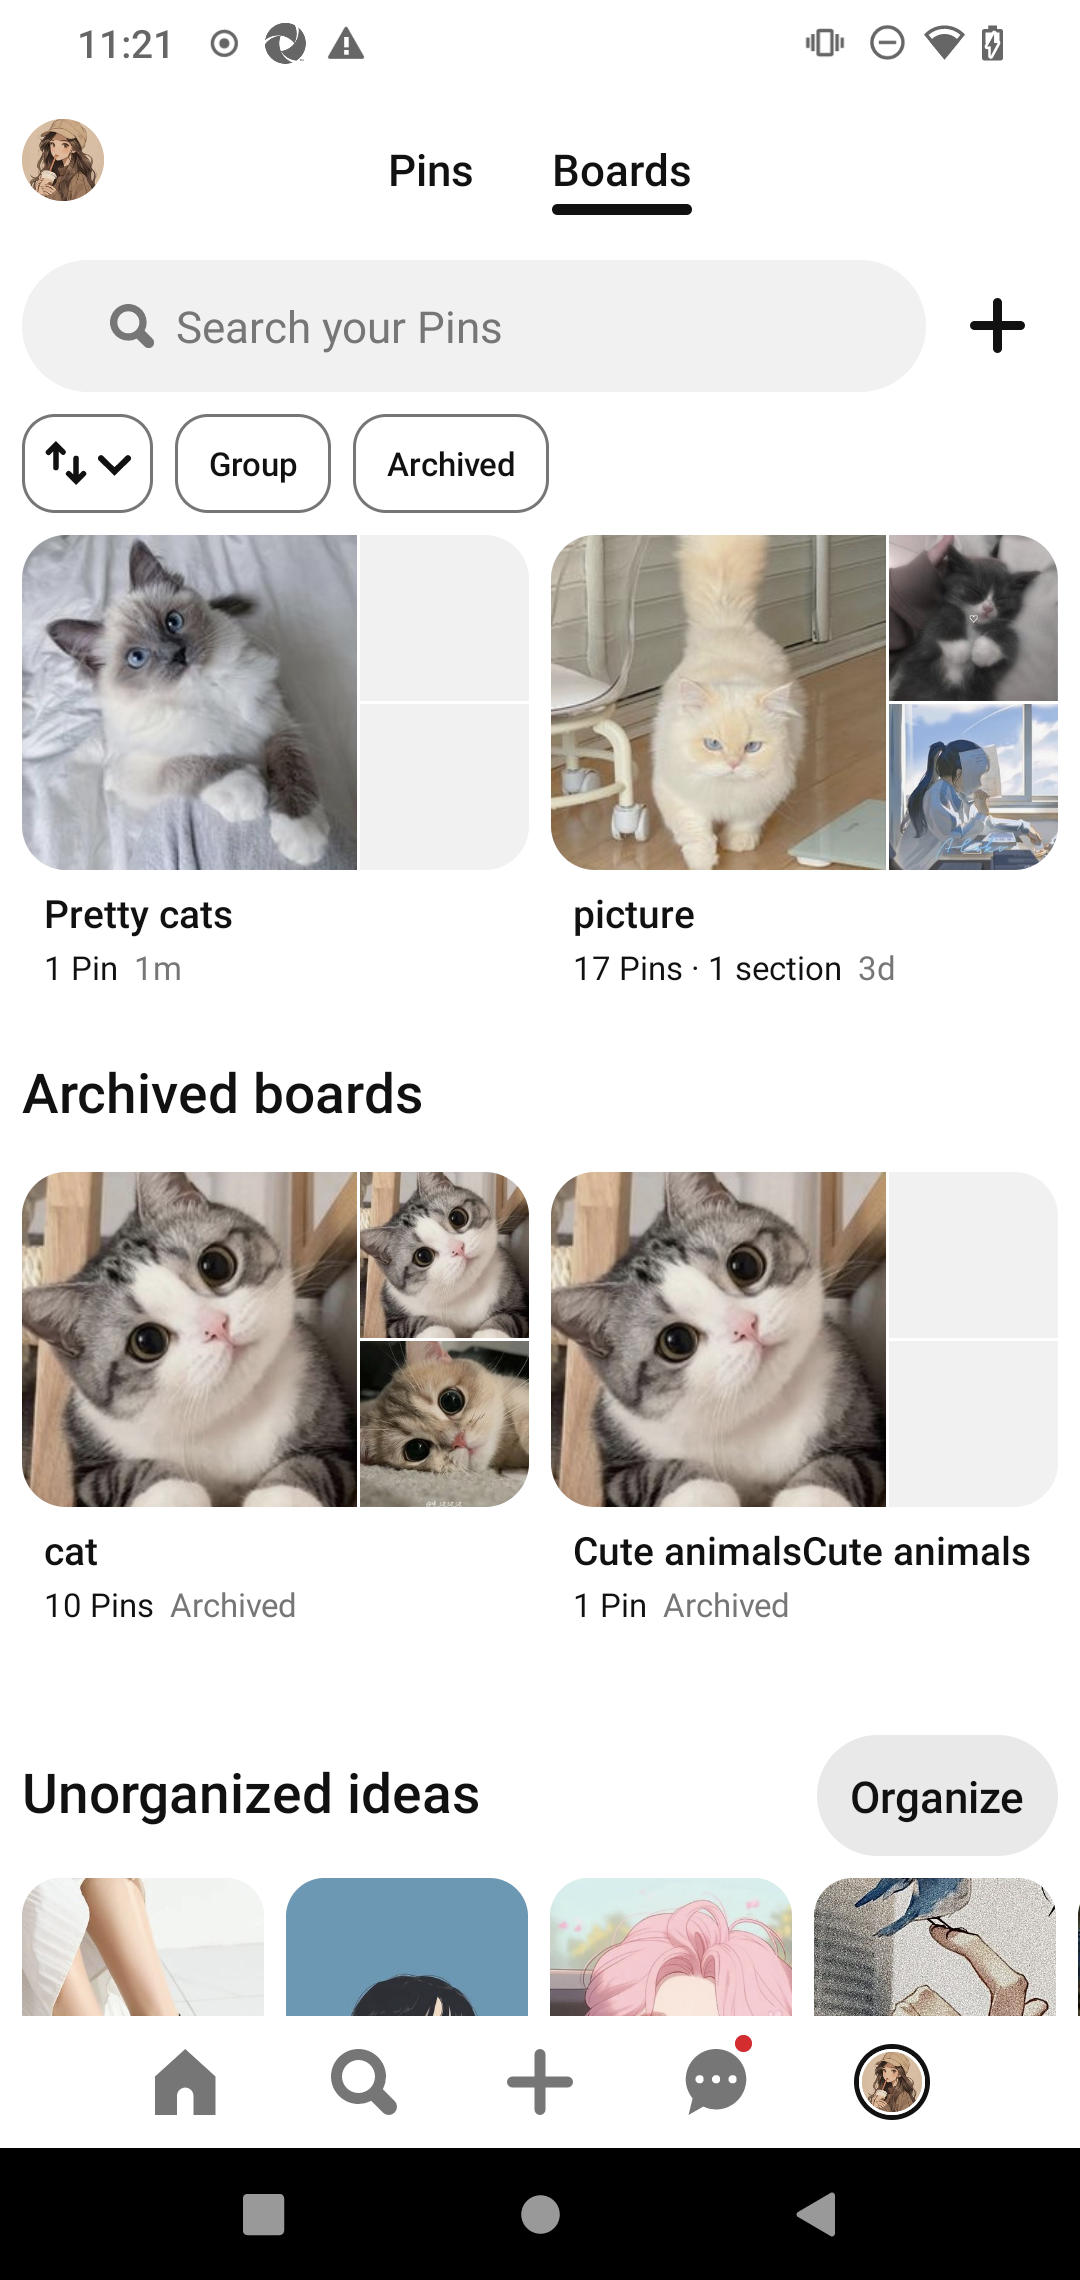 11:21
Pins
Boards
Search your Pins
Group
Archived
Pretty cats
1 Pin 1m
picture
17 Pins · 1 section 3d
Archived boards
cat
10 Pins Archived
Cute animalsCute animals
1 Pin Archived
Unorganized ideas
Organize